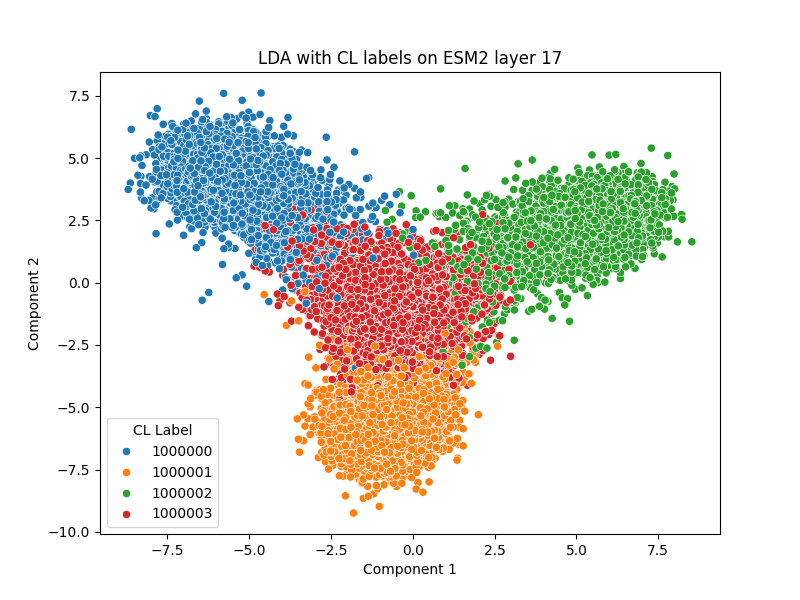 LDA with CL labels on ESM2 layer 17
7.5
5.0
2.5
0.0
−2.5
−5.0
−7.5
−10.0
Component 2
CL Label
1000000
1000001
1000002
1000003
−7.5 −5.0 −2.5 0.0 2.5 5.0 7.5
Component 1